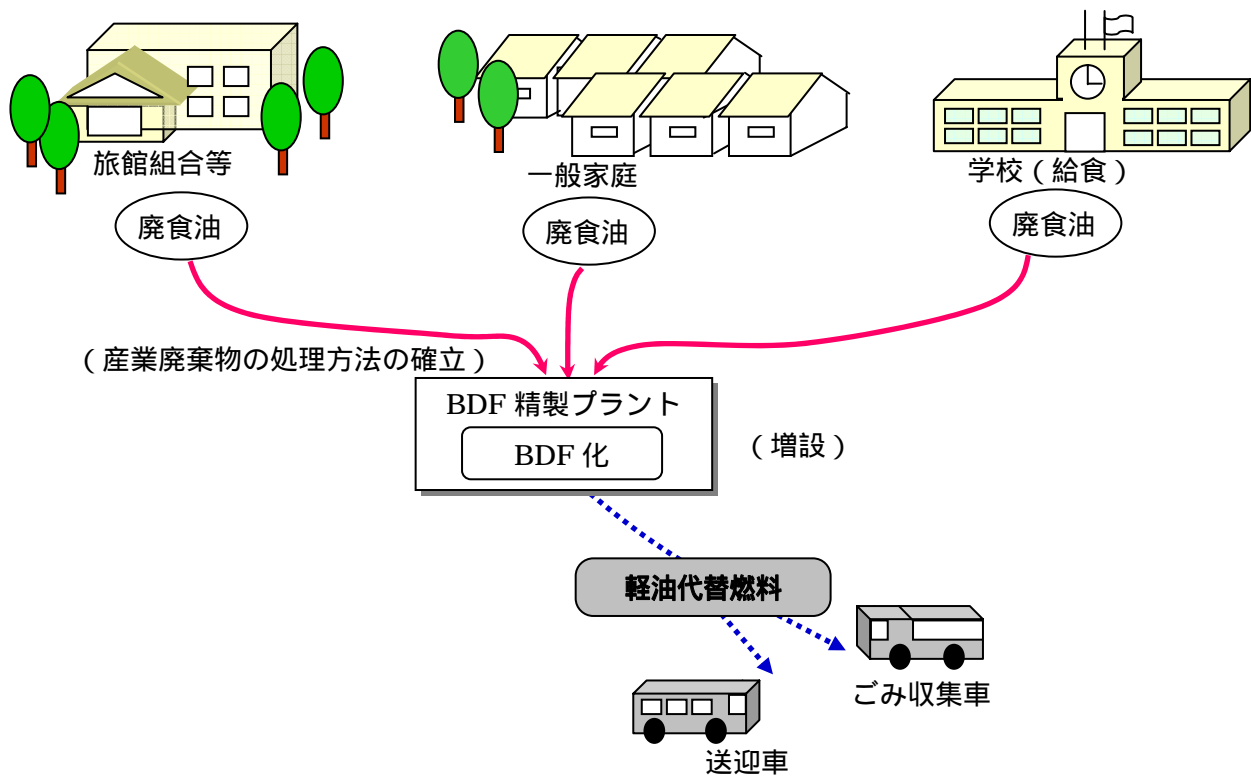 旅館組合等
一般家庭
学校（給食）
廃食油
廃食油
廃食油
（産業廃棄物の処理方法の確立）
BDF 精製プラント
BDF 化
（増設）
軽油代替燃料
ごみ収集車
送迎車